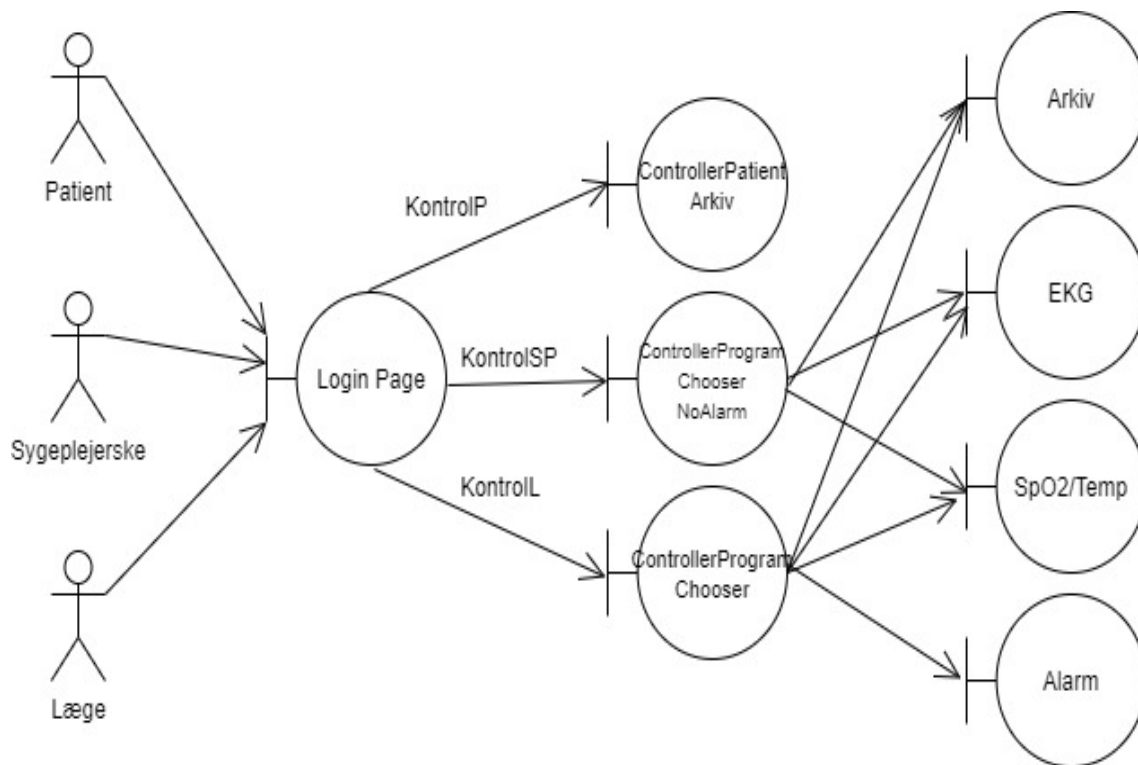 Patient
Sygeplejerske
Læge
Login Page
KontrolP
KontrolSP
KontrolL
ControllerPatient
Arkiv
ControllerProgram
Chooser
NoAlarm
ControllerProgram
Chooser
Arkiv
EKG
SpO2/Temp
Alarm